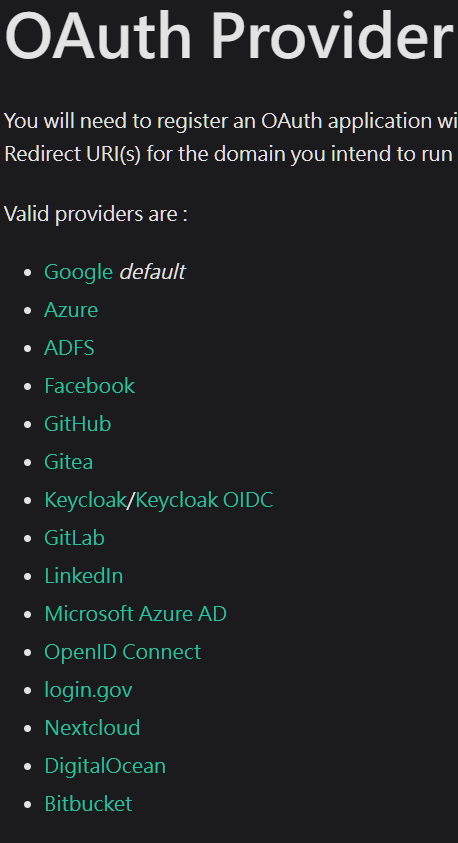 OAuth Provider
You will need to register an OAuth application wi
Redirect URI(s) for the domain you intend to run
Valid providers are :
Google default
Azure
ADFS
Facebook
GitHub
Gitea
Keycloak/Keycloak OIDC
GitLab
LinkedIn
Microsoft Azure AD
OpenID Connect
login.gov
Nextcloud
DigitalOcean
Bitbucket